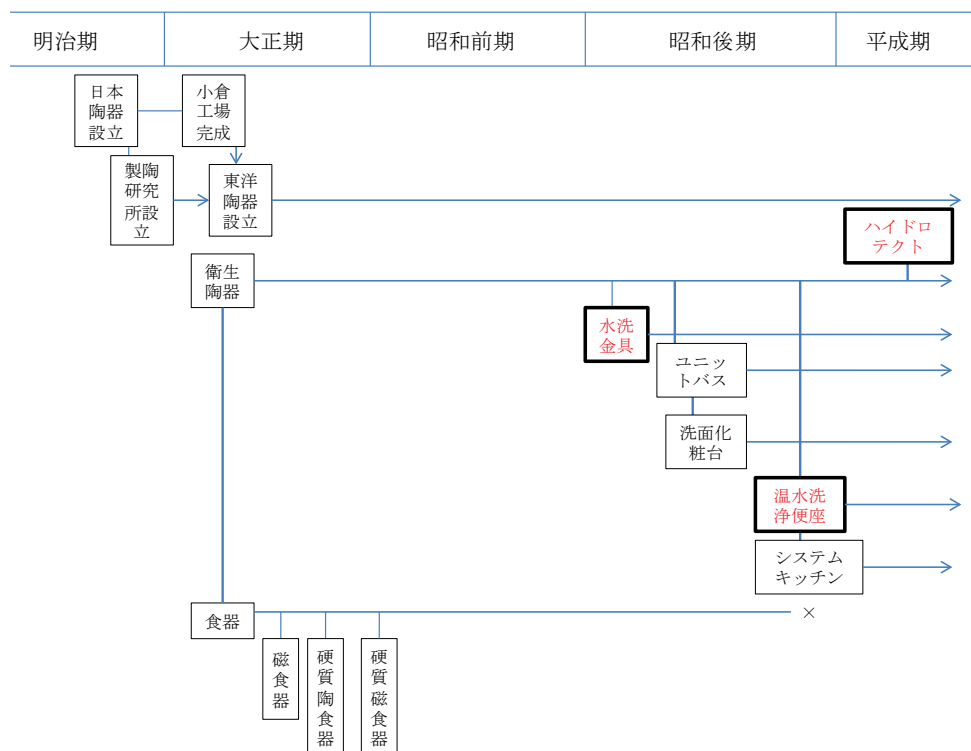 明治期
大正期
昭和前期
昭和後期
平成期
日本
陶器
設立
小倉
工場
完成
製陶
研究
所設
立
東洋
陶器
設立
ハイドロ
テクト
衛生
陶器
水洗
金具
ユニッ
トバス
洗面化
粧台
温水洗
浄便座
システム
キッチン
食器
×
磁
食
器
硬
質
陶
食
器
硬
質
磁
食
器